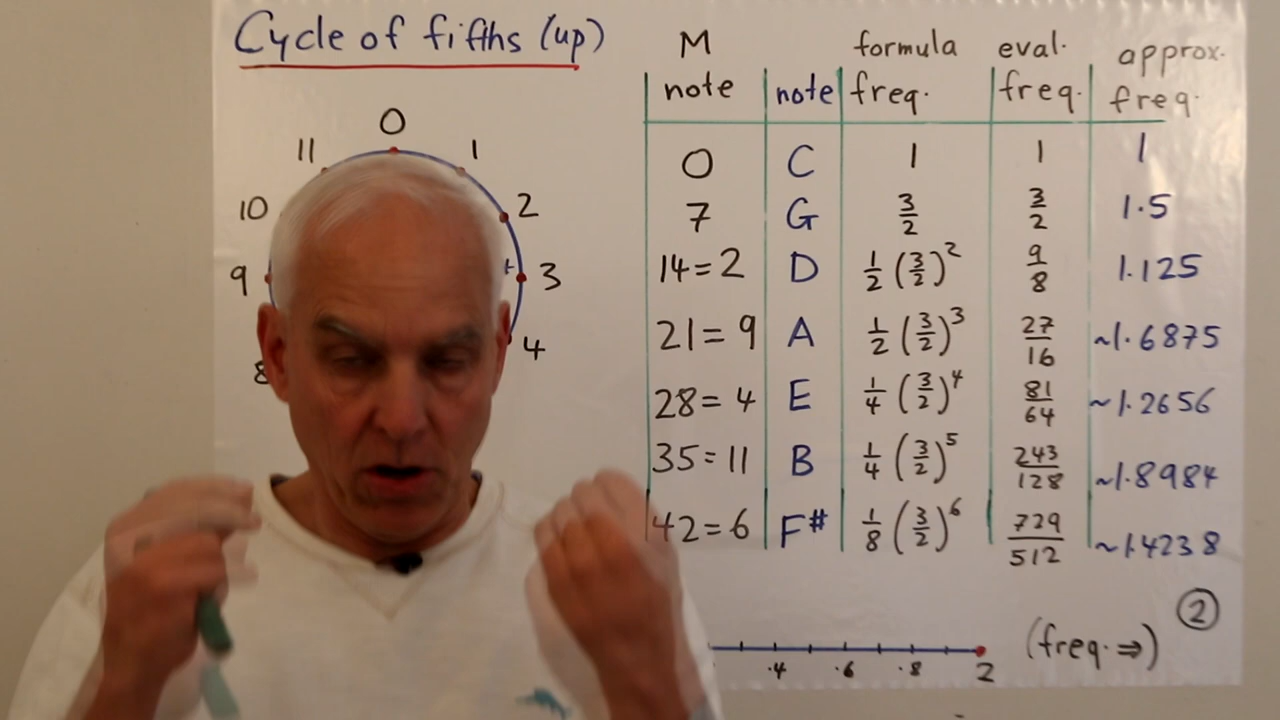 Cycle of fifths (up)
M note | note | formula freq. | eval. freq. | approx. freq.
0 | C | 1 | 1 | 1
7 | G | 3/2 | 3/2 | 1.5
14=2 | D | 1/2 (3/2)^2 | 9/8 | 1.125
21=9 | A | 1/2 (3/2)^3 | 27/16 | ~1.6875
28=4 | E | 1/4 (3/2)^4 | 81/64 | ~1.2656
35=11 | B | 1/4 (3/2)^5 | 243/128 | ~1.8984
42=6 | F# | 1/8 (3/2)^6 | 729/512 | ~1.4238
0
11 1
10 2
9 3
8 4
②
.4 .6 .8 2
(freq. ⇒)